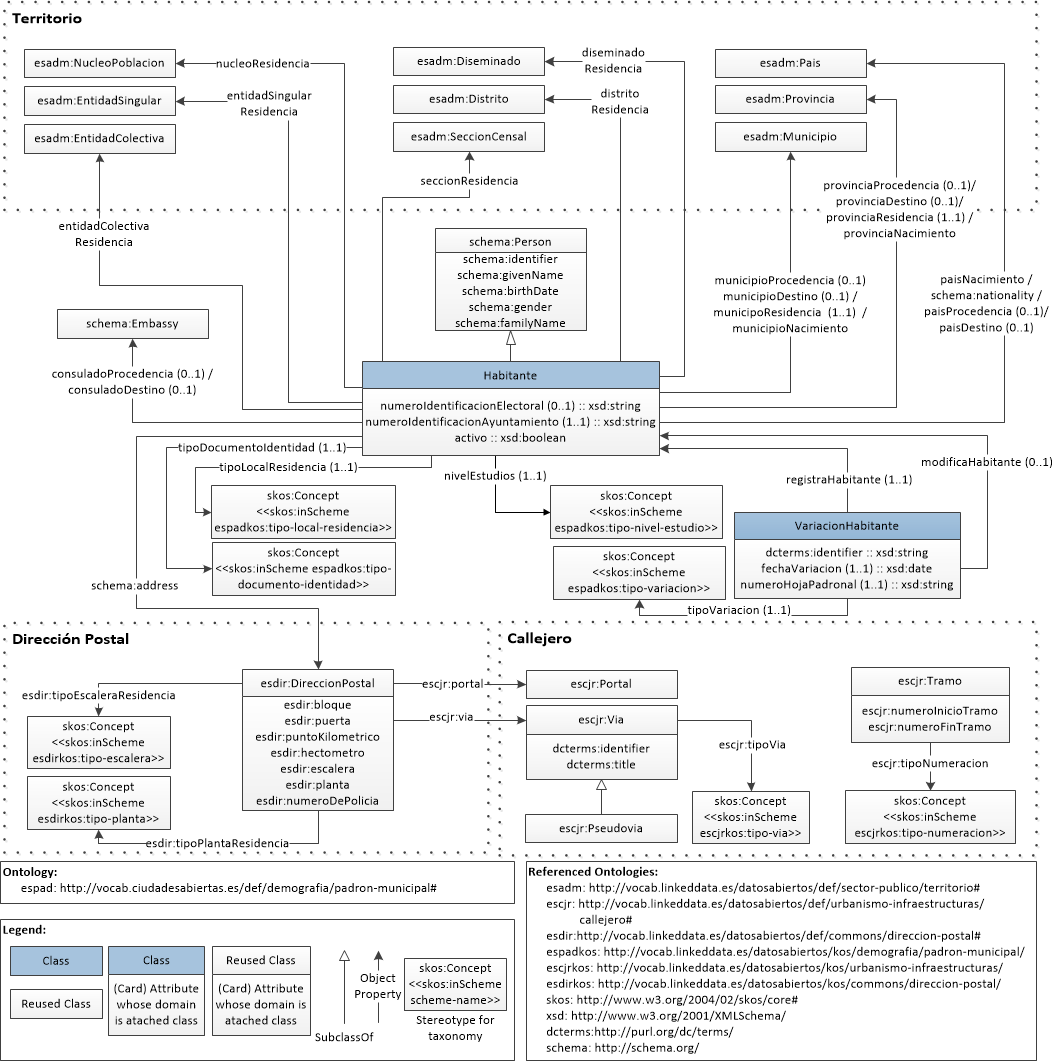 Territorio
esadm:NucleoPoblacion
esadm:EntidadSingular
esadm:EntidadColectiva
nucleoResidencia
entidadSingular
Residencia
esadm:Diseminado
esadm:Distrito
esadm:SeccionCensal
diseminado
Residencia
distrito
Residencia
seccionResidencia
esadm:Pais
esadm:Provincia
esadm:Municipio
provinciaProcedencia (0..1)/
provinciaDestino (0..1)/
provinciaResidencia (1..1) /
provinciaNacimiento
entidadColectiva
Residencia
schema:Person
schema:identifier
schema:givenName
schema:birthDate
schema:gender
schema:familyName
municipioProcedencia (0..1)
municipioDestino (0..1) /
municipoResidencia (1..1) /
municipioNacimiento
paisNacimiento /
schema:nationality /
paisProcedencia (0..1)/
paisDestino (0..1)
schema:Embassy
consuladoProcedencia (0..1) /
consuladoDestino (0..1)
Habitante
numeroIdentificacionElectoral (0..1) :: xsd:string
numeroIdentificacionAyuntamiento (1..1) :: xsd:string
activo :: xsd:boolean
tipoDocumentoIdentidad (1..1)
tipoLocalResidencia (1..1)
nivelEstudios (1..1)
modificaHabitante (0..1)
registraHabitante (1..1)
skos:Concept
<<skos:inScheme
espadkos:tipo-local-residencia>>
skos:Concept
<<skos:inScheme espadkos:tipo-
documento-identidad>>
skos:Concept
<<skos:inScheme
espadkos:tipo-nivel-estudio>>
skos:Concept
<<skos:inScheme
espadkos:tipo-variacion>>
VariacionHabitante
dcterms:identifier :: xsd:string
fechaVariacion (1..1) :: xsd:date
numeroHojaPadronal (1..1) :: xsd:string
tipoVariacion (1..1)
schema:address
Dirección Postal
esdir:tipoEscaleraResidencia
skos:Concept
<<skos:inScheme
esdirkos:tipo-escalera>>
skos:Concept
<<skos:inScheme
esdirkos:tipo-planta>>
esdir:tipoPlantaResidencia
esdir:DireccionPostal
esdir:bloque
esdir:puerta
esdir:puntoKilometrico
esdir:hectometro
esdir:escalera
esdir:planta
esdir:numeroDePolicia
escjr:portal
escjr:via
Callejero
escjr:Portal
escjr:Via
dcterms:identifier
dcterms:title
escjr:Pseudovia
escjr:tipoVia
skos:Concept
<<skos:inScheme
escjrkos:tipo-via>>
escjr:Tramo
escjr:numeroInicioTramo
escjr:numeroFinTramo
escjr:tipoNumeracion
skos:Concept
<<skos:inScheme
escjrkos:tipo-numeracion>>
Ontology:
espad: http://vocab.ciudadesabiertas.es/def/demografia/padron-municipal#
Legend:
Class
Reused Class
Class
(Card) Attribute
whose domain
is atached class
Reused Class
(Card) Attribute
whose domain is
atached class
SubclassOf
Object
Property
skos:Concept
<<skos:inScheme
scheme-name>>
Stereotype for
taxonomy
Referenced Ontologies:
esadm: http://vocab.linkeddata.es/datosabiertos/def/sector-publico/territorio#
escjr: http://vocab.linkeddata.es/datosabiertos/def/urbanismo-infraestructuras/
callejero#
esdir:http://vocab.linkeddata.es/datosabiertos/def/commons/direccion-postal#
espadkos: http://vocab.linkeddata.es/datosabiertos/kos/demografia/padron-municipal/
escjrkos: http://vocab.linkeddata.es/datosabiertos/kos/urbanismo-infraestructuras/
esdirkos: http://vocab.linkeddata.es/datosabiertos/kos/commons/direccion-postal/
skos: http://www.w3.org/2004/02/skos/core#
xsd: http://www.w3.org/2001/XMLSchema/
dcterms:http://purl.org/dc/terms/
schema: http://schema.org/